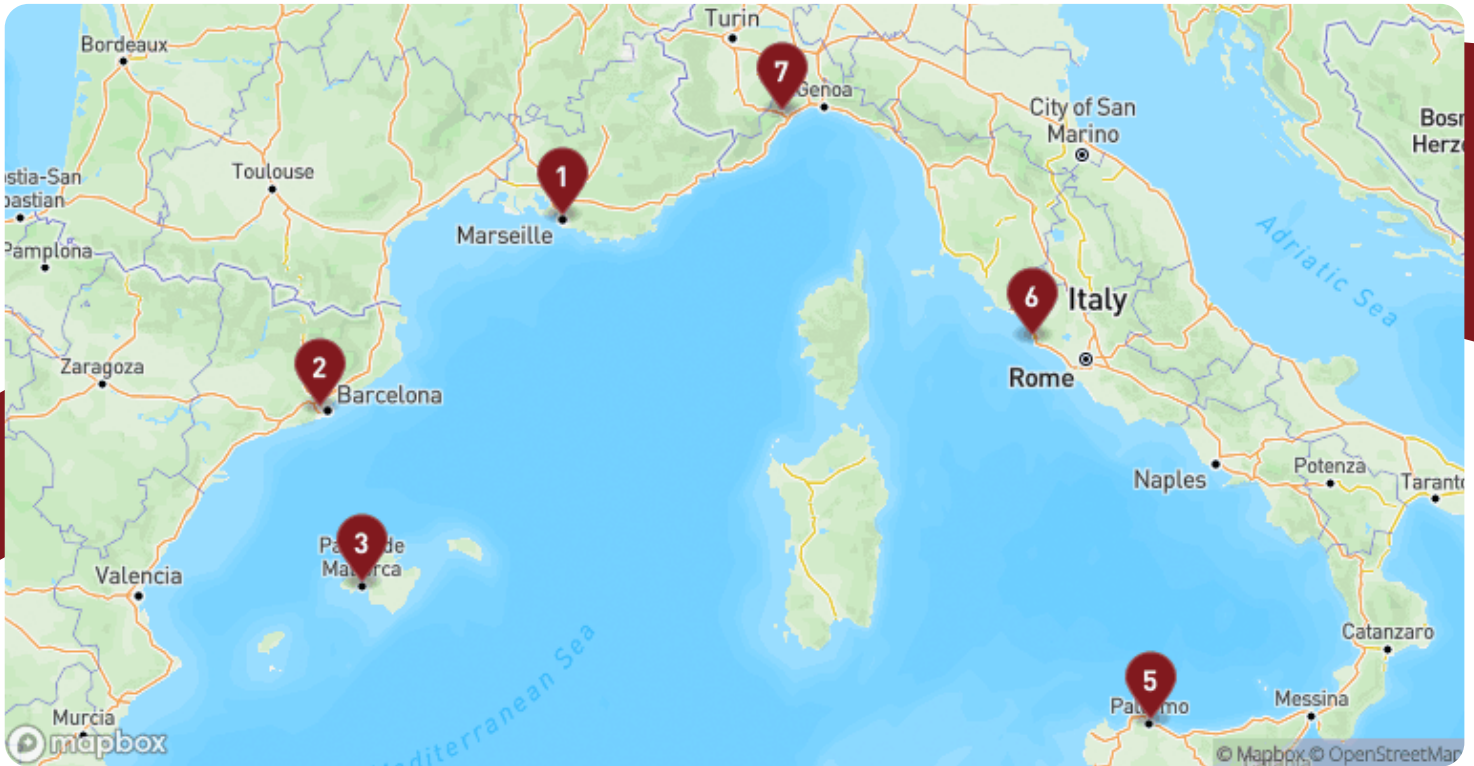 Turin
Bordeaux
7
Genoa
City of San
Marino
Bosn
Herze
1
Toulouse
ostia-San
bastian
Marseille
Pamplona
Adriatic Sea
6
Italy
Rome
2
Zaragoza
Barcelona
Naples
Potenza
Taranto
3
Valencia
Catanzaro
Mediterranean Sea
5
Messina
Murcia
mapbox
© Mapbox © OpenStreetMap